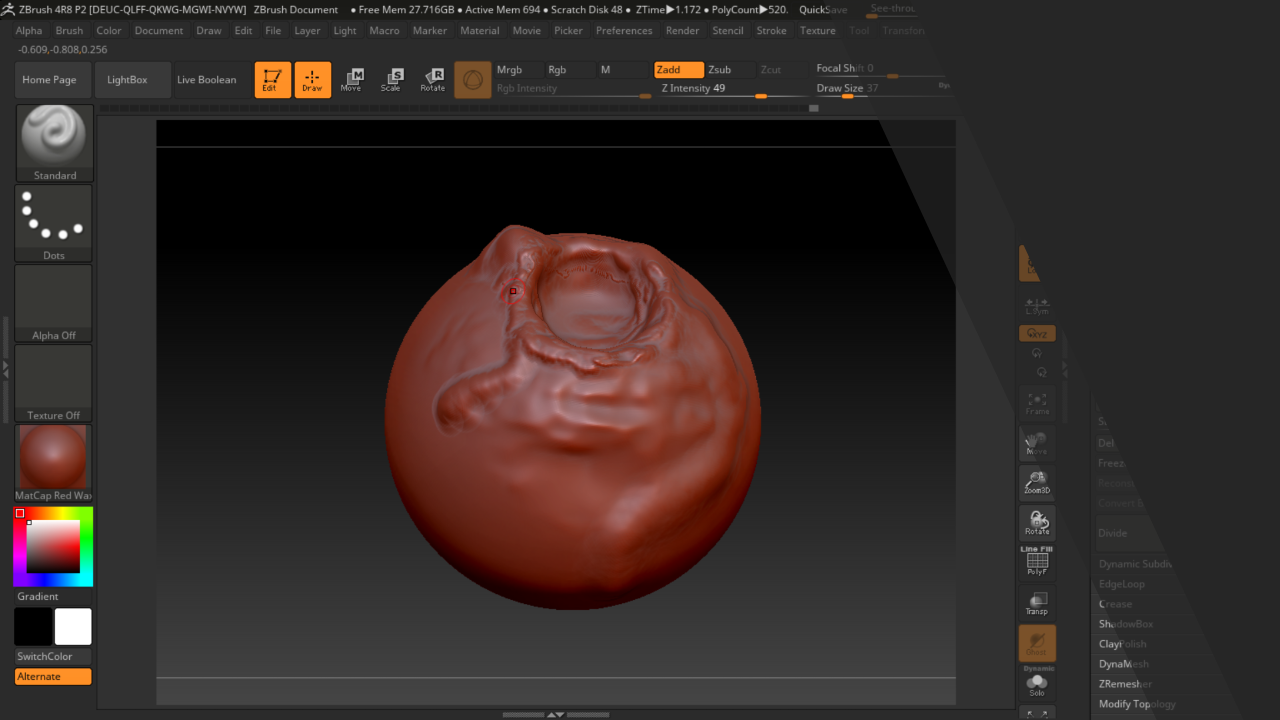 ZBrush 4R8 P2 [DEUC-QLFF-QKWG-MGWI-NVYW] ZBrush Document • Free Mem 27.716GB • Active Mem 694 • Scratch Disk 48 • ZTime▶1.172 • PolyCount▶520. QuickSave See-throu
Alpha Brush Color Document Draw Edit File Layer Light Macro Marker Material Movie Picker Preferences Render Stencil Stroke Texture Tool Transform
-0.609,-0.808,0.256
Home Page LightBox Live Boolean Edit Draw Move Scale Rotate
Mrgb Rgb M Zadd Zsub Zcut Focal Shift 0
Rgb Intensity Z Intensity 49 Draw Size 37
Standard
Dots
Alpha Off
Texture Off
MatCap Red Wax
Gradient
SwitchColor
Alternate
L.Sym
XYZ
Frame
Move
Zoom3D
Rotate
Line Fill
PolyF
Transp
Ghost
Dynamic
Solo
Del
Freez
Divide
Dynamic Subdiv
EdgeLoop
Crease
ShadowBox
ClayPolish
DynaMesh
ZRemesher
Modify Topology